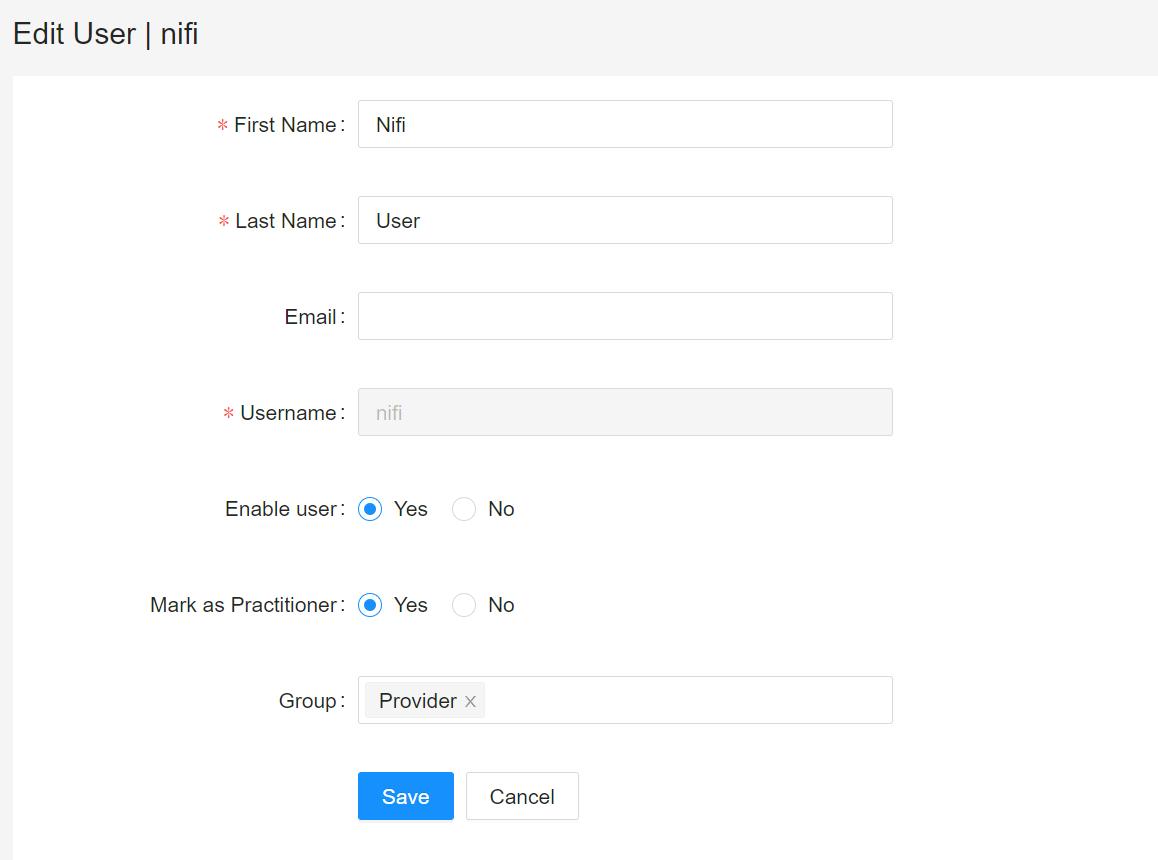 Edit User | nifi
* First Name: Nifi
* Last Name: User
Email:
* Username: nifi
Enable user: Yes No
Mark as Practitioner: Yes No
Group: Provider x
Save Cancel